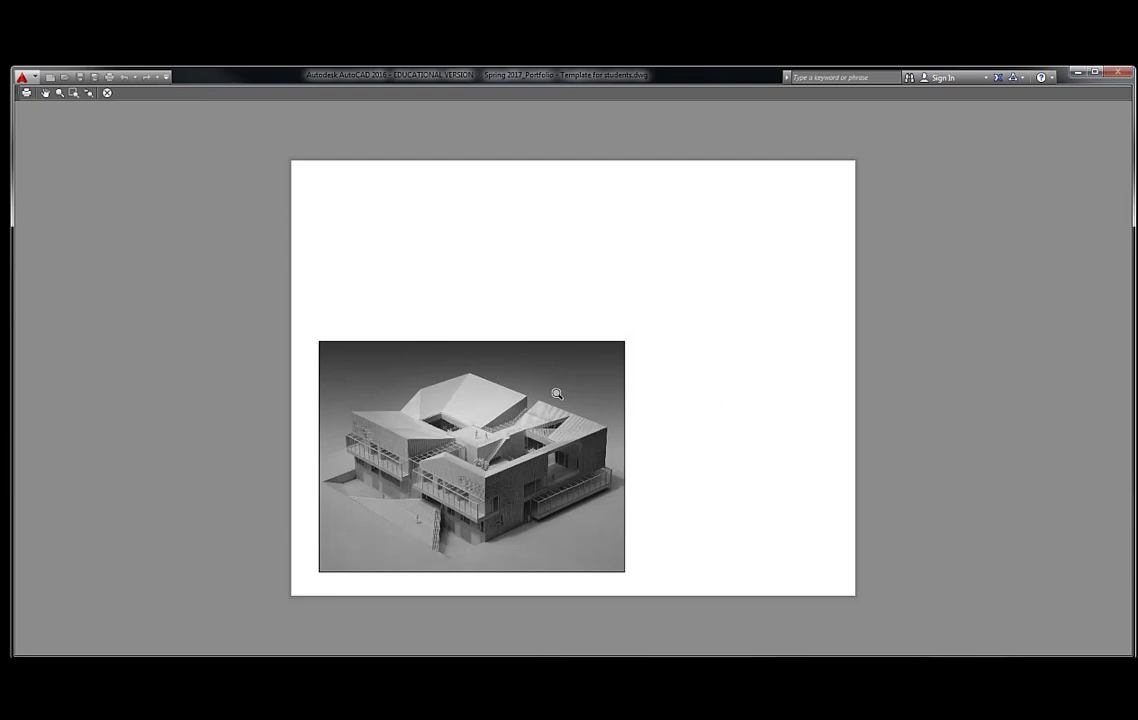 Autodesk AutoCAD 2016 - EDUCATIONAL VERSION Spring 2017_Portfolio - Template for students.dwg
Type a keyword or phrase
Sign In